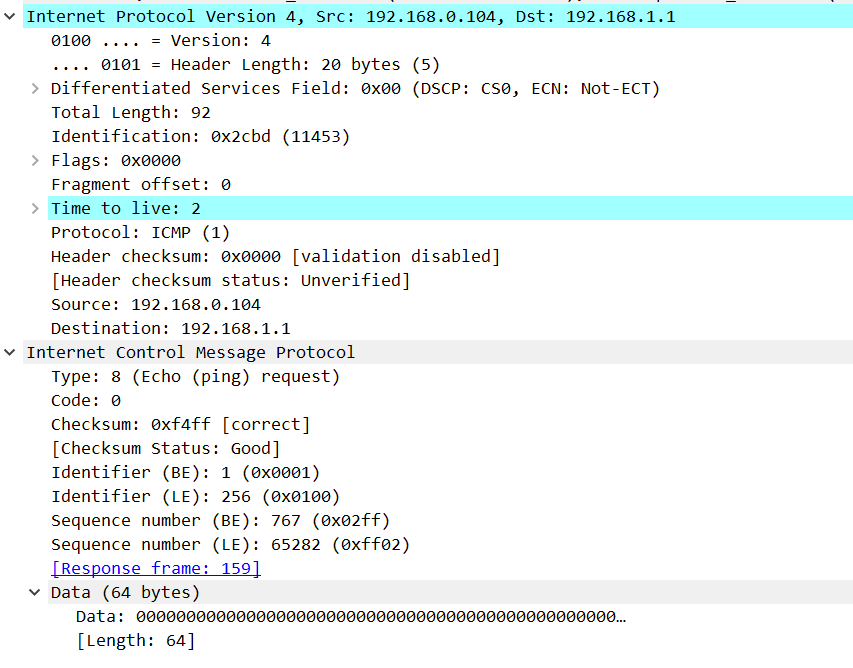 Internet Protocol Version 4, Src: 192.168.0.104, Dst: 192.168.1.1
0100 .... = Version: 4
.... 0101 = Header Length: 20 bytes (5)
Differentiated Services Field: 0x00 (DSCP: CS0, ECN: Not-ECT)
Total Length: 92
Identification: 0x2cbd (11453)
Flags: 0x0000
Fragment offset: 0
Time to live: 2
Protocol: ICMP (1)
Header checksum: 0x0000 [validation disabled]
[Header checksum status: Unverified]
Source: 192.168.0.104
Destination: 192.168.1.1
Internet Control Message Protocol
Type: 8 (Echo (ping) request)
Code: 0
Checksum: 0xf4ff [correct]
[Checksum Status: Good]
Identifier (BE): 1 (0x0001)
Identifier (LE): 256 (0x0100)
Sequence number (BE): 767 (0x02ff)
Sequence number (LE): 65282 (0xff02)
[Response frame: 159]
Data (64 bytes)
Data: 000000000000000000000000000000000000000000000000…
[Length: 64]